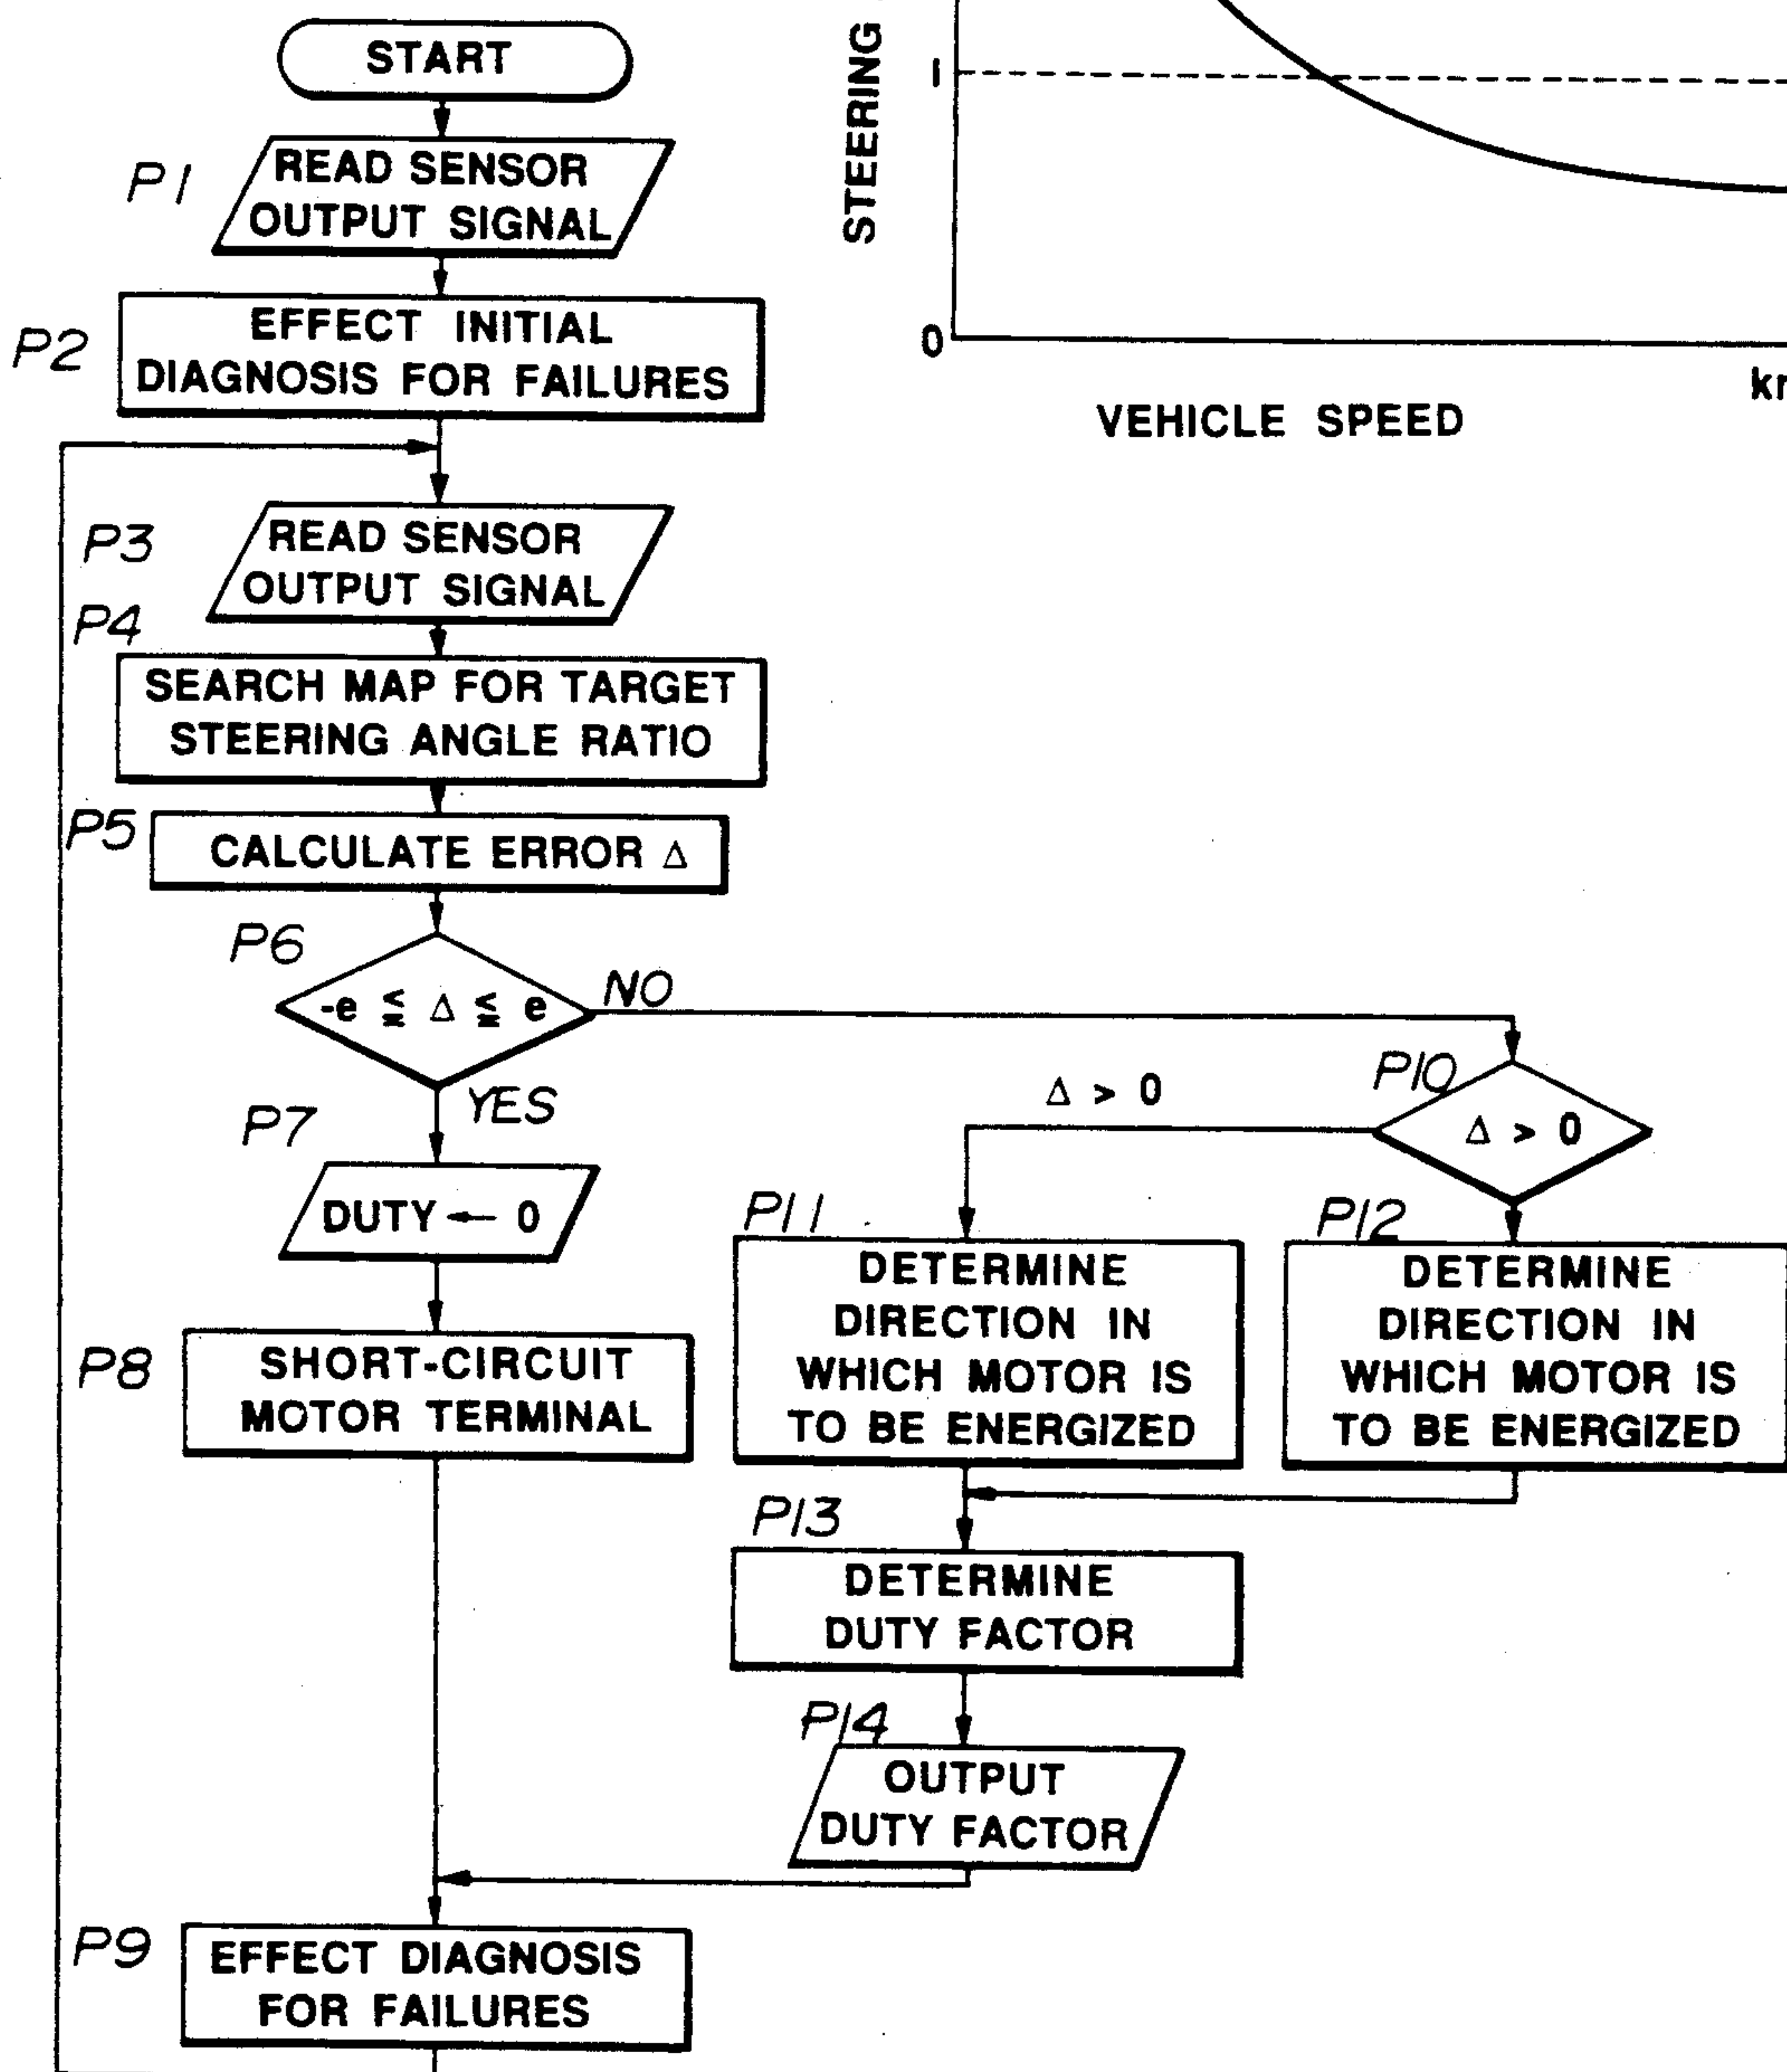 START
P1
READ SENSOR
OUTPUT SIGNAL
P2
EFFECT INITIAL
DIAGNOSIS FOR FAILURES
P3
READ SENSOR
OUTPUT SIGNAL
P4
SEARCH MAP FOR TARGET
STEERING ANGLE RATIO
P5
CALCULATE ERROR Δ
P6
-e ≦ Δ ≦ e
NO
YES
P7
DUTY ← 0
P8
SHORT-CIRCUIT
MOTOR TERMINAL
P10
Δ > 0
Δ > 0
P11
DETERMINE
DIRECTION IN
WHICH MOTOR IS
TO BE ENERGIZED
P12
DETERMINE
DIRECTION IN
WHICH MOTOR IS
TO BE ENERGIZED
P13
DETERMINE
DUTY FACTOR
P14
OUTPUT
DUTY FACTOR
P9
EFFECT DIAGNOSIS
FOR FAILURES
STEERING
1
0
VEHICLE SPEED